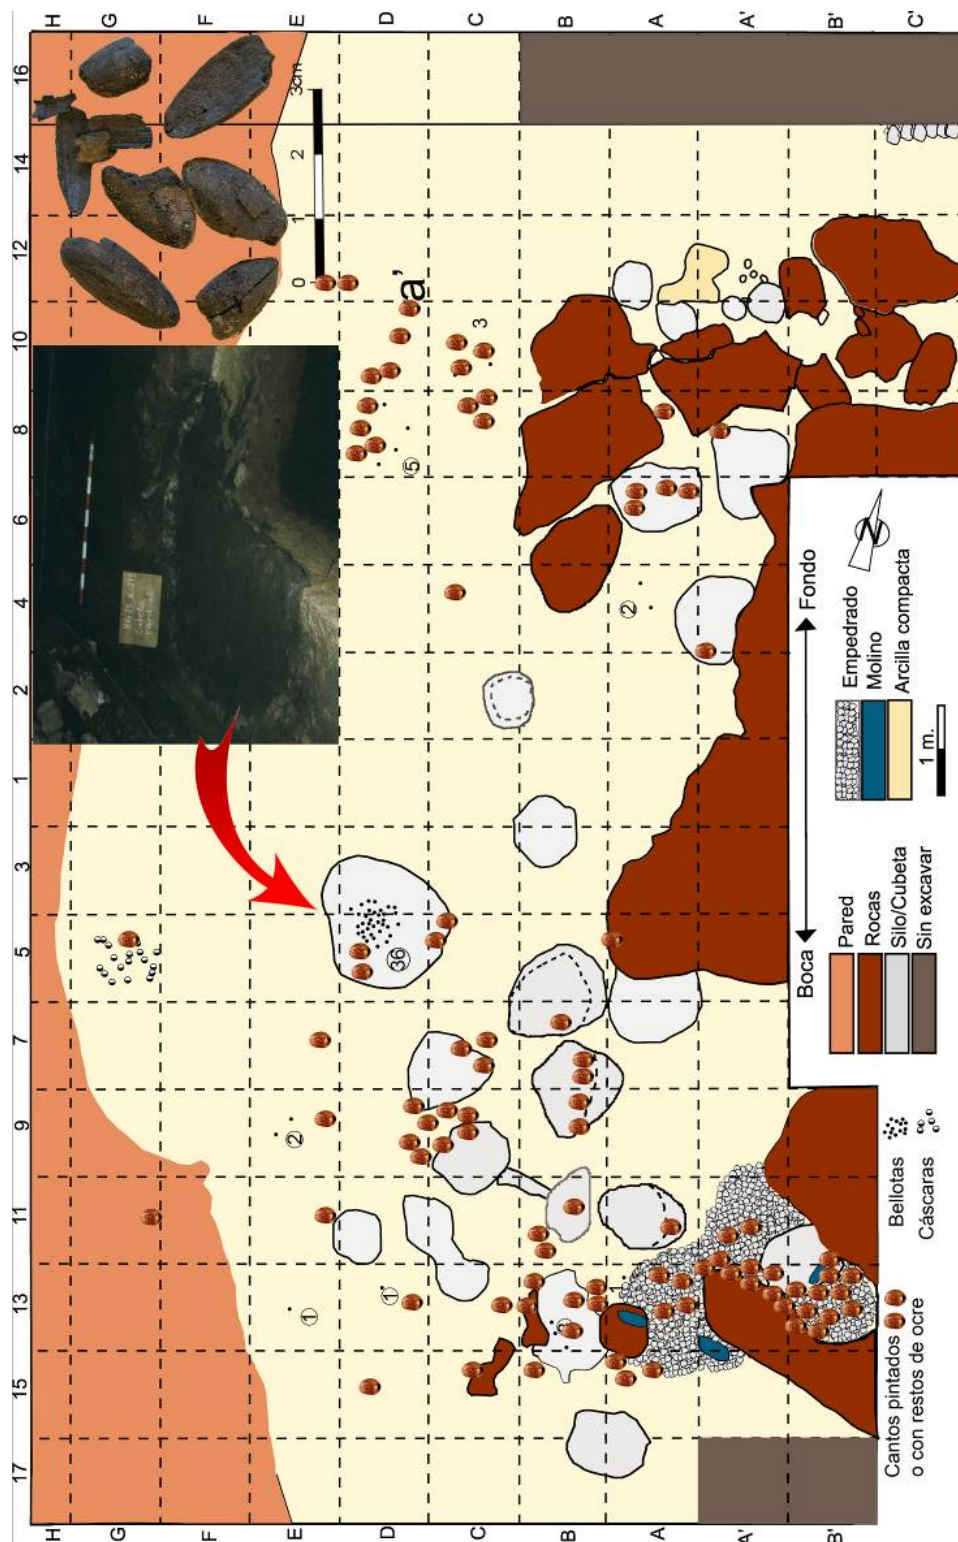 H
G
F
E
D
C
B
A
A'
B'
C'
16
14
12
10
8
6
4
2
1
3
5
7
9
11
13
15
17
3cm
2
1
0
a'
3
5
2
36
2
1
1
1
Fondo
Boca
N
Empedrado
Molino
Arcilla compacta
1 m.
Pared
Rocas
Silo/Cubeta
Sin excavar
Bellotas
Cáscaras
Cantos pintados
o con restos de ocre
H
G
F
E
D
C
B
A
A'
B'